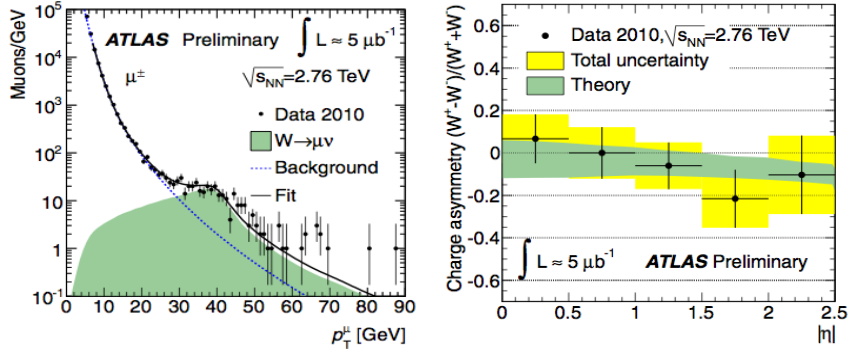 Muons/GeV
10^5
10^4
10^3
10^2
10
1
10^-1
ATLAS Preliminary ∫ L ≈ 5 μb^-1
μ^±
√s_NN=2.76 TeV
Data 2010
W→μν
Background
Fit
0 10 20 30 40 50 60 70 80 90
p_T^μ [GeV]
Charge asymmetry (W^+-W^-)/(W^++W^-)
0.6
0.4
0.2
0
-0.2
-0.4
-0.6
Data 2010,√s_NN=2.76 TeV
Total uncertainty
Theory
∫ L ≈ 5 μb^-1 ATLAS Preliminary
0 0.5 1 1.5 2 2.5
|η|